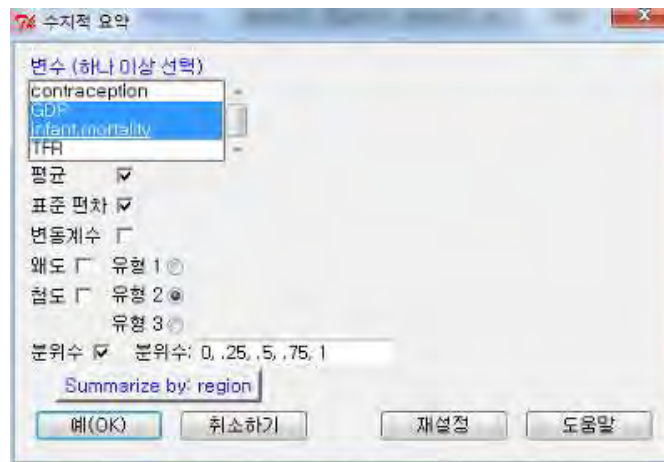 수치적 요약
변수 (하나 이상 선택)
contraception
GDP
infant.mortality
TFR
평균
표준 편차
변동계수
왜도 유형 1
첨도 유형 2
유형 3
분위수 분위수: 0, .25, .5, .75, 1
Summarize by: region
예(OK) 취소하기 재설정 도움말